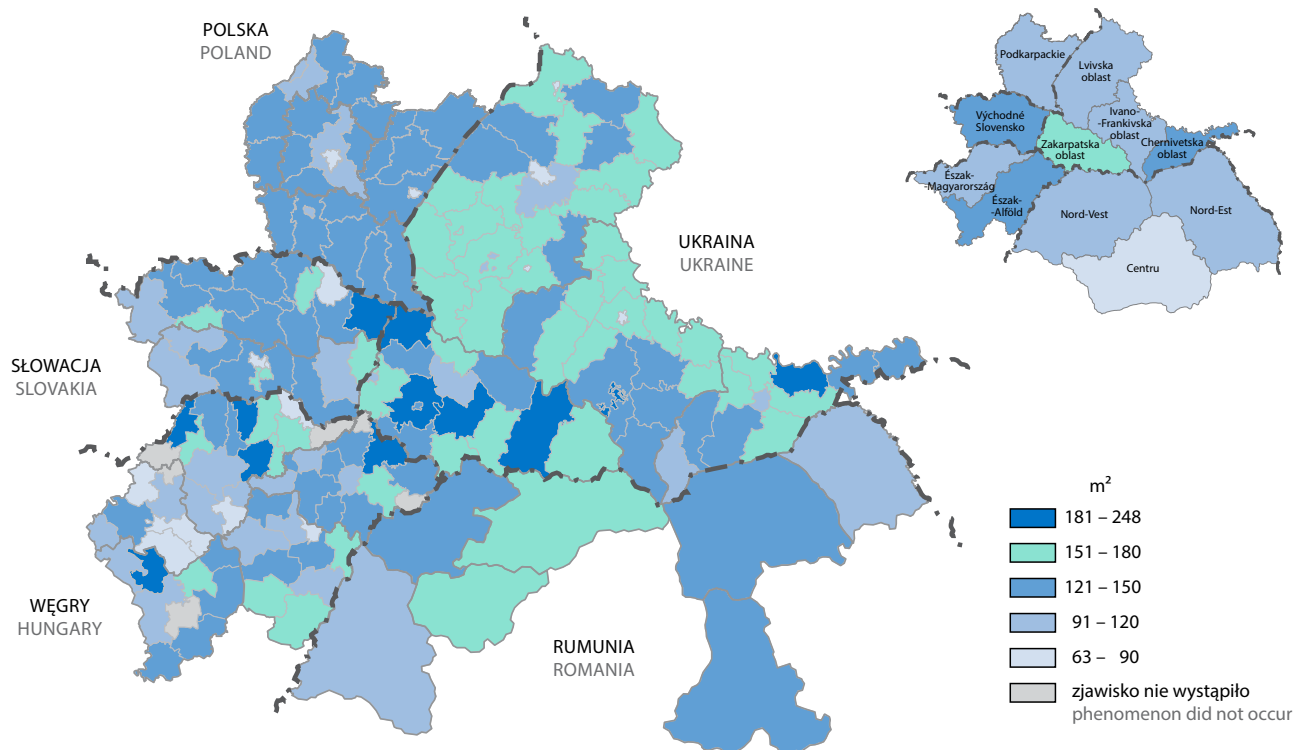 POLSKA
POLAND
UKRAINA
UKRAINE
SŁOWACJA
SLOVAKIA
WĘGRY
HUNGARY
RUMUNIA
ROMANIA
Podkarpackie
Lvivska
oblast
Východné
Slovensko
Ivano-
-Frankivska
oblast
Zakarpatska
oblast
Chernivetska
oblast
Észak-
-Magyarország
Észak-
-Alföld
Nord-Vest
Nord-Est
Centru
m²
181 – 248
151 – 180
121 – 150
91 – 120
63 – 90
zjawisko nie wystąpiło
phenomenon did not occur